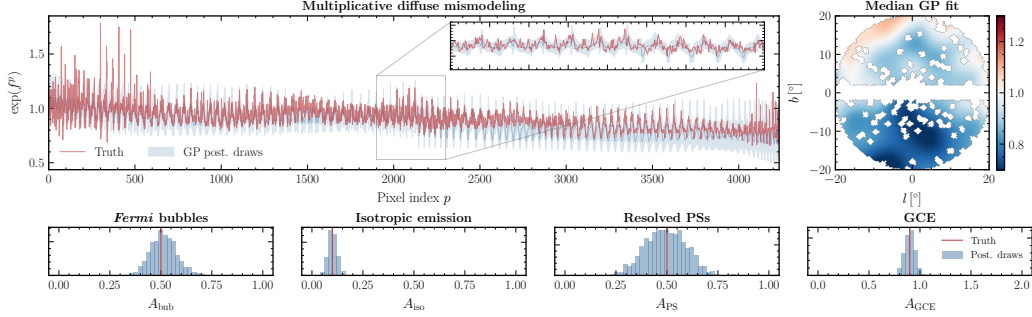 Multiplicative diffuse mismodeling
exp(f^p)
1.5
1.0
0.5
Truth
GP post. draws
0 500 1000 1500 2000 2500 3000 3500 4000
Pixel index p
Median GP fit
b [°]
20
10
0
−10
−20
−20 0 20
l [°]
1.2
1.0
0.8
Fermi bubbles
0.00 0.25 0.50 0.75 1.00
A_bub
Isotropic emission
0.00 0.25 0.50 0.75 1.00
A_iso
Resolved PSs
0.00 0.25 0.50 0.75 1.00
A_PS
GCE
Truth
Post. draws
0.0 0.5 1.0 1.5 2.0
A_GCE